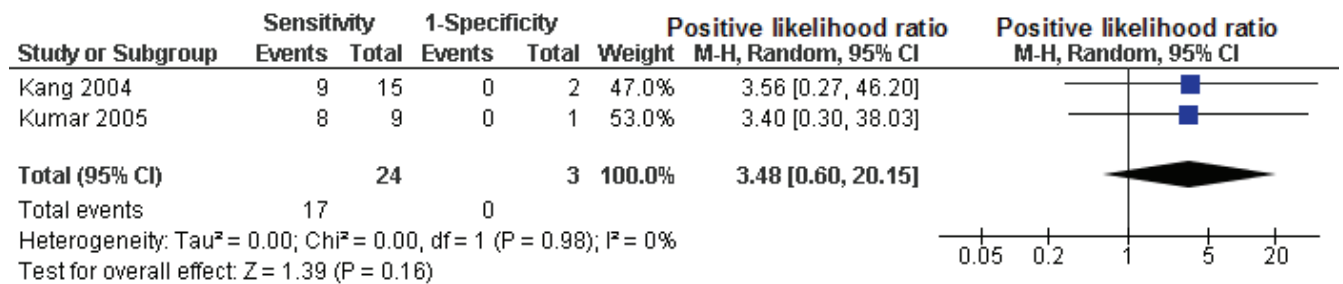 Sensitivity 1-Specificity Positive likelihood ratio Positive likelihood ratio
Study or Subgroup Events Total Events Total Weight M-H, Random, 95% CI M-H, Random, 95% CI
Kang 2004 9 15 0 2 47.0% 3.56 [0.27, 46.20]
Kumar 2005 8 9 0 1 53.0% 3.40 [0.30, 38.03]
Total (95% CI) 24 3 100.0% 3.48 [0.60, 20.15]
Total events 17 0
Heterogeneity: Tau² = 0.00; Chi² = 0.00, df = 1 (P = 0.98); I² = 0%
Test for overall effect: Z = 1.39 (P = 0.16)
0.05 0.2 1 5 20